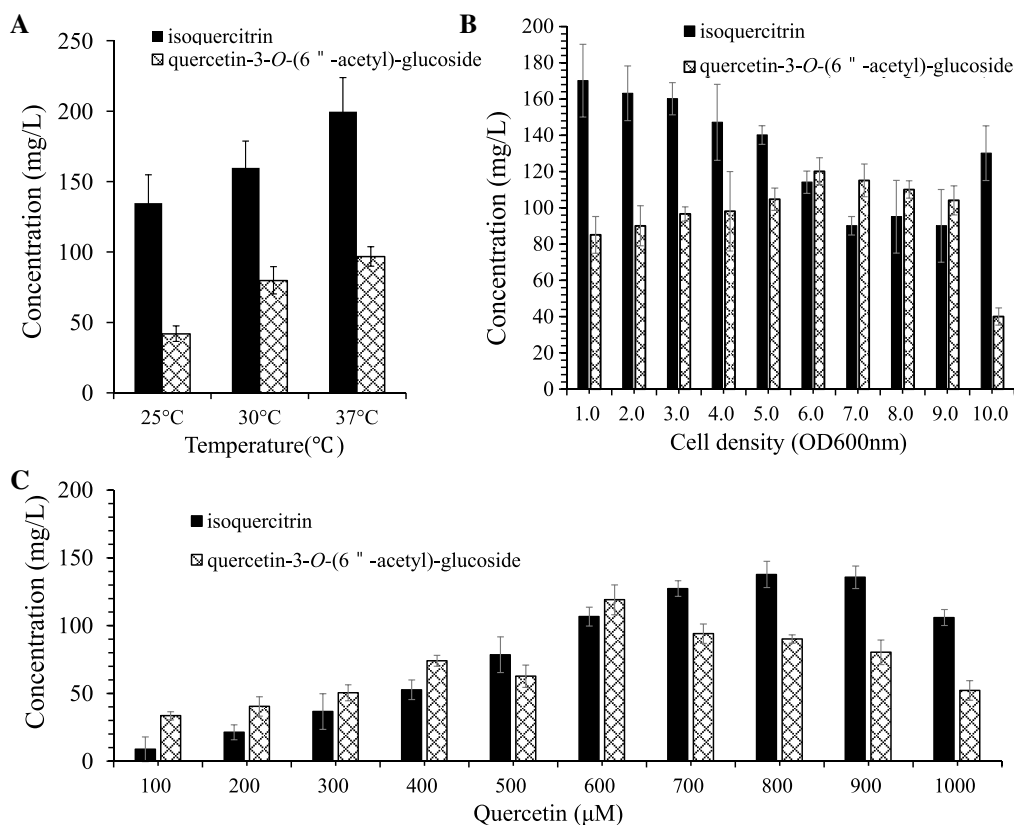 A
250
200
150
100
50
0
Concentration (mg/L)
isoquercitrin
quercetin-3-O-(6＂-acetyl)-glucoside
25°C 30°C 37°C
Temperature(℃)
B
200
180
160
140
120
100
80
60
40
20
0
Concentration (mg/L)
isoquercitrin
quercetin-3-O-(6＂-acetyl)-glucoside
1.0 2.0 3.0 4.0 5.0 6.0 7.0 8.0 9.0 10.0
Cell density (OD600nm)
C
200
150
100
50
0
Concentration (mg/L)
isoquercitrin
quercetin-3-O-(6＂-acetyl)-glucoside
100 200 300 400 500 600 700 800 900 1000
Quercetin (μM)